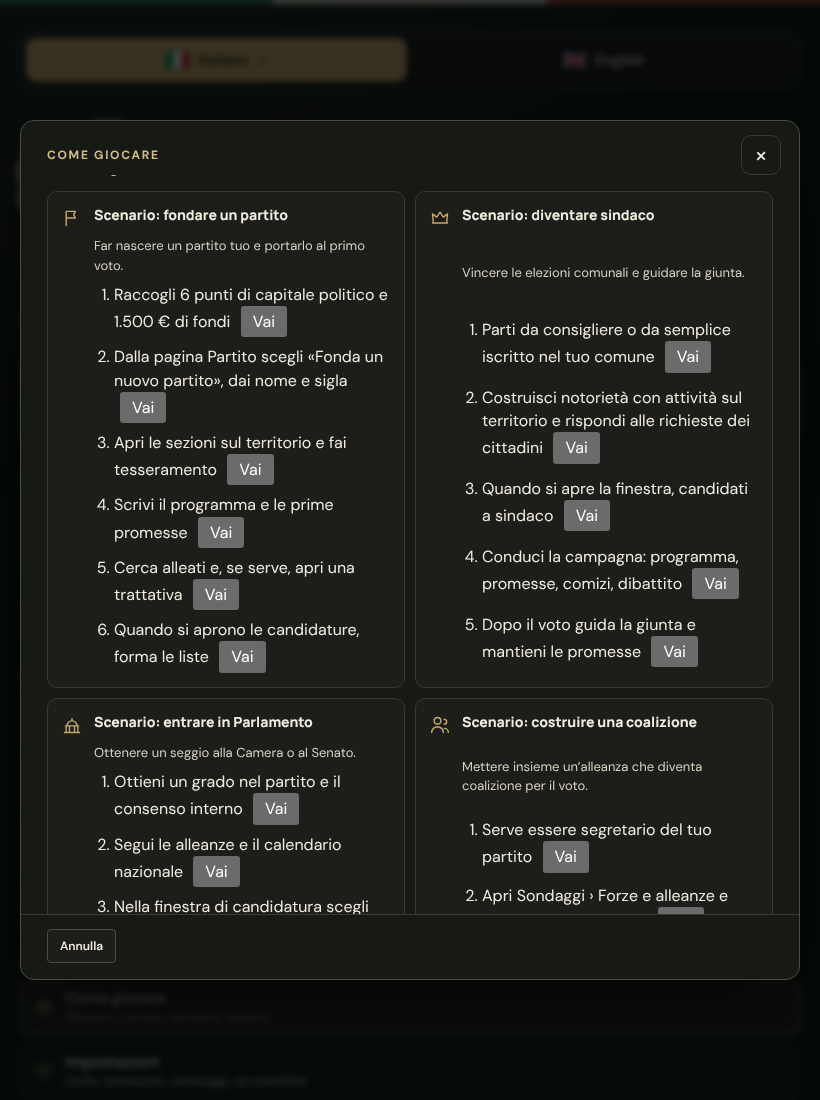 Italiano
English
COME GIOCARE
×
Scenario: fondare un partito
Far nascere un partito tuo e portarlo al primo
voto.
1. Raccogli 6 punti di capitale politico e
1.500 € di fondi Vai
2. Dalla pagina Partito scegli «Fonda un
nuovo partito», dai nome e sigla
Vai
3. Apri le sezioni sul territorio e fai
tesseramento Vai
4. Scrivi il programma e le prime
promesse Vai
5. Cerca alleati e, se serve, apri una
trattativa Vai
6. Quando si aprono le candidature,
forma le liste Vai
Scenario: diventare sindaco
Vincere le elezioni comunali e guidare la giunta.
1. Parti da consigliere o da semplice
iscritto nel tuo comune Vai
2. Costruisci notorietà con attività sul
territorio e rispondi alle richieste dei
cittadini Vai
3. Quando si apre la finestra, candidati
a sindaco Vai
4. Conduci la campagna: programma,
promesse, comizi, dibattito Vai
5. Dopo il voto guida la giunta e
mantieni le promesse Vai
Scenario: entrare in Parlamento
Ottenere un seggio alla Camera o al Senato.
1. Ottieni un grado nel partito e il
consenso interno Vai
2. Segui le alleanze e il calendario
nazionale Vai
3. Nella finestra di candidatura scegli
Scenario: costruire una coalizione
Mettere insieme un’alleanza che diventa
coalizione per il voto.
1. Serve essere segretario del tuo
partito Vai
2. Apri Sondaggi › Forze e alleanze e
Annulla
Come giocare
Impostazioni